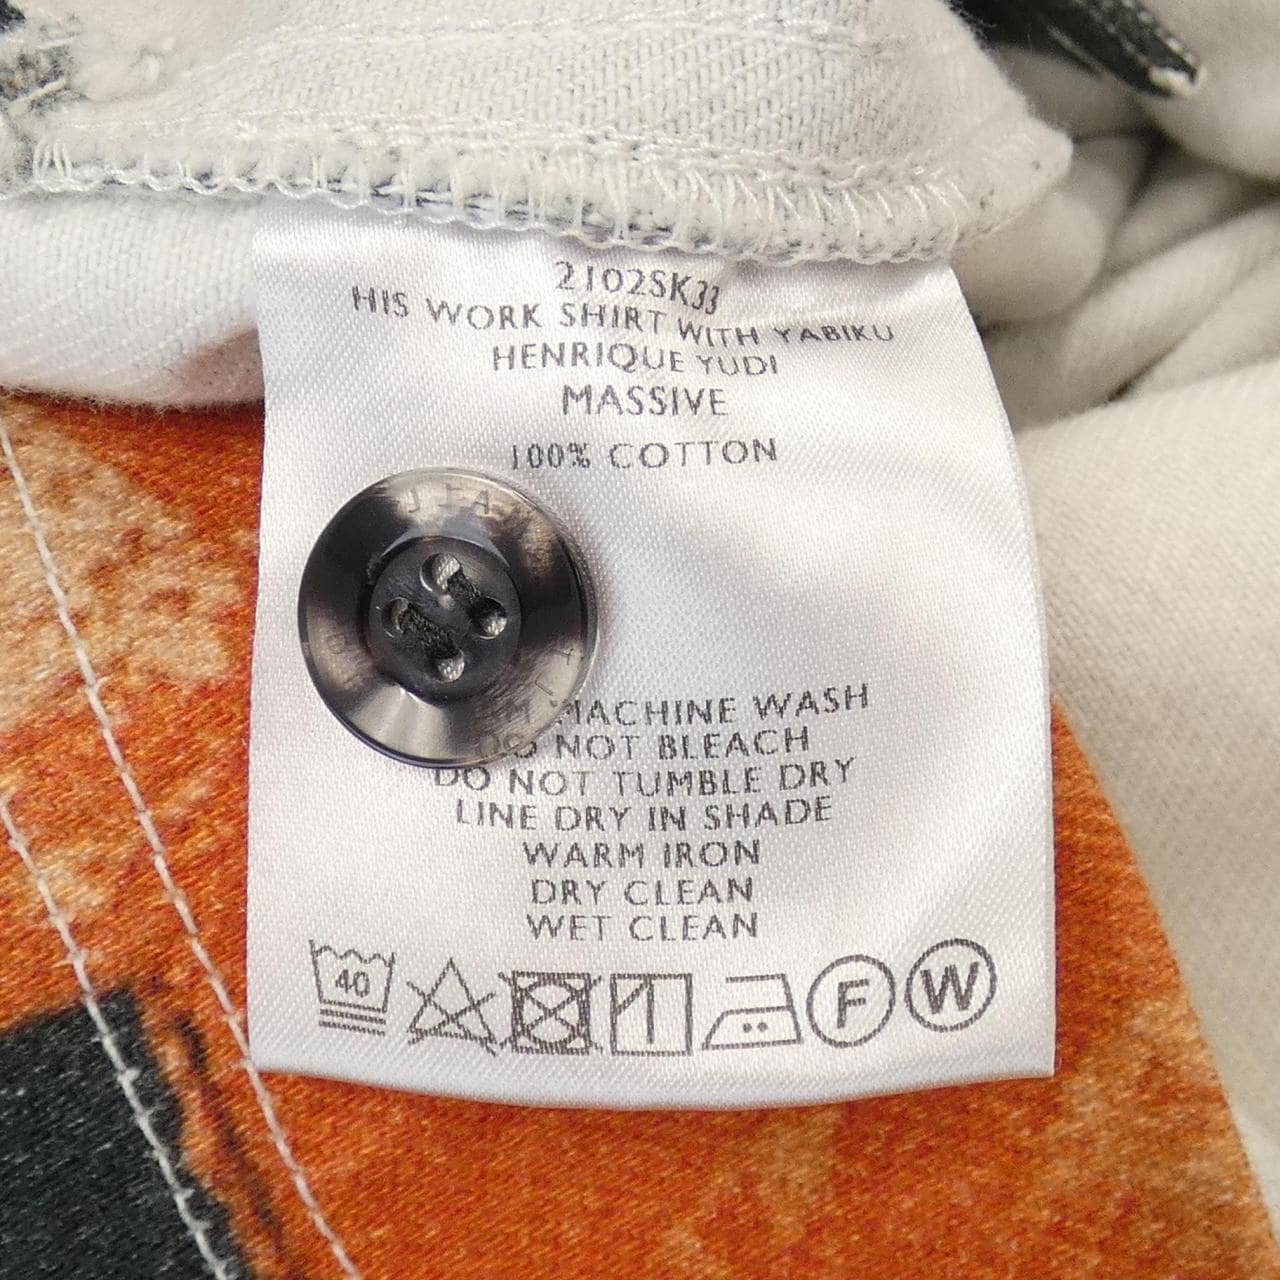 2102SK33
HIS WORK SHIRT WITH YABIKU
HENRIQUE YUDI
MASSIVE
100% COTTON
MACHINE WASH
DO NOT BLEACH
DO NOT TUMBLE DRY
LINE DRY IN SHADE
WARM IRON
DRY CLEAN
WET CLEAN
40 F W